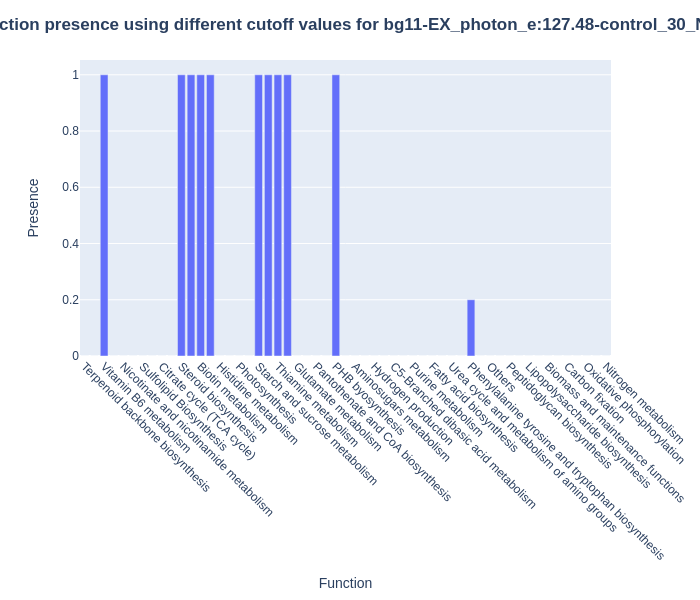 ction presence using different cutoff values for bg11-EX_photon_e:127.48-control_30_
Presence
1
0.8
0.6
0.4
0.2
0
Terpenoid backbone biosynthesis
Vitamin B6 metabolism
Nicotinate and nicotinamide metabolism
Sulfolipid Biosynthesis
Citrate cycle (TCA cycle)
Steroid biosynthesis
Biotin metabolism
Histidine metabolism
Photosynthesis
Starch and sucrose metabolism
Thiamine metabolism
Glutamate metabolism
Pantothenate and CoA biosynthesis
PHB byosynthesis
Aminosugars metabolism
Hydrogen production
C5-Branched dibasic acid metabolism
Purine metabolism
Fatty acid biosynthesis
Urea cycle and metabolism of amino groups
Phenylalanine tyrosine and tryptophan biosynthesis
Others
Peptidoglycan biosynthesis
Lipopolysaccharide biosynthesis
Biomass and maintenance functions
Carbon fixation
Oxidative phosphorylation
Nitrogen metabolism
Function